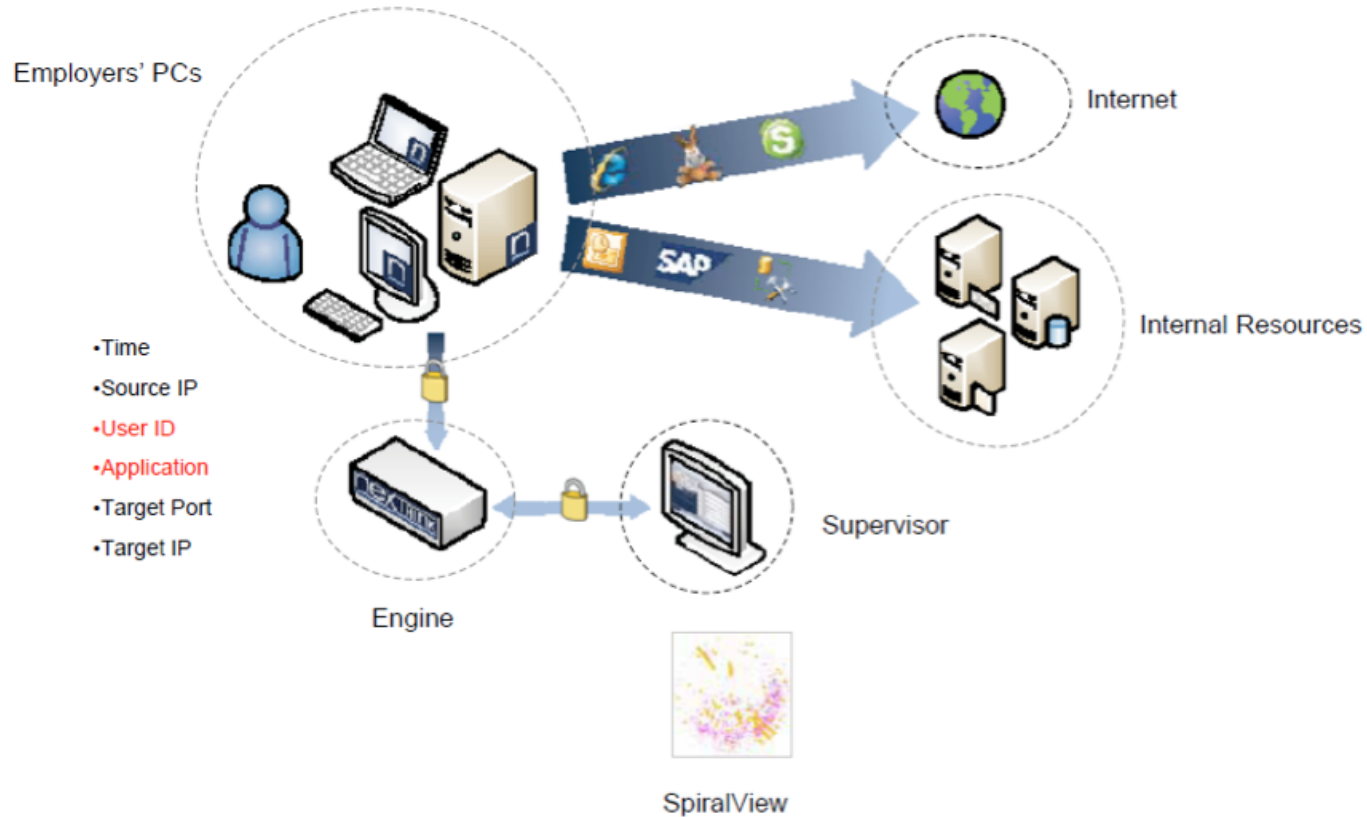 Employers' PCs
Internet
SAP
Internal Resources
•Time
•Source IP
•User ID
•Application
•Target Port
•Target IP
n
n
n
S
Supervisor
Engine
SpiralView